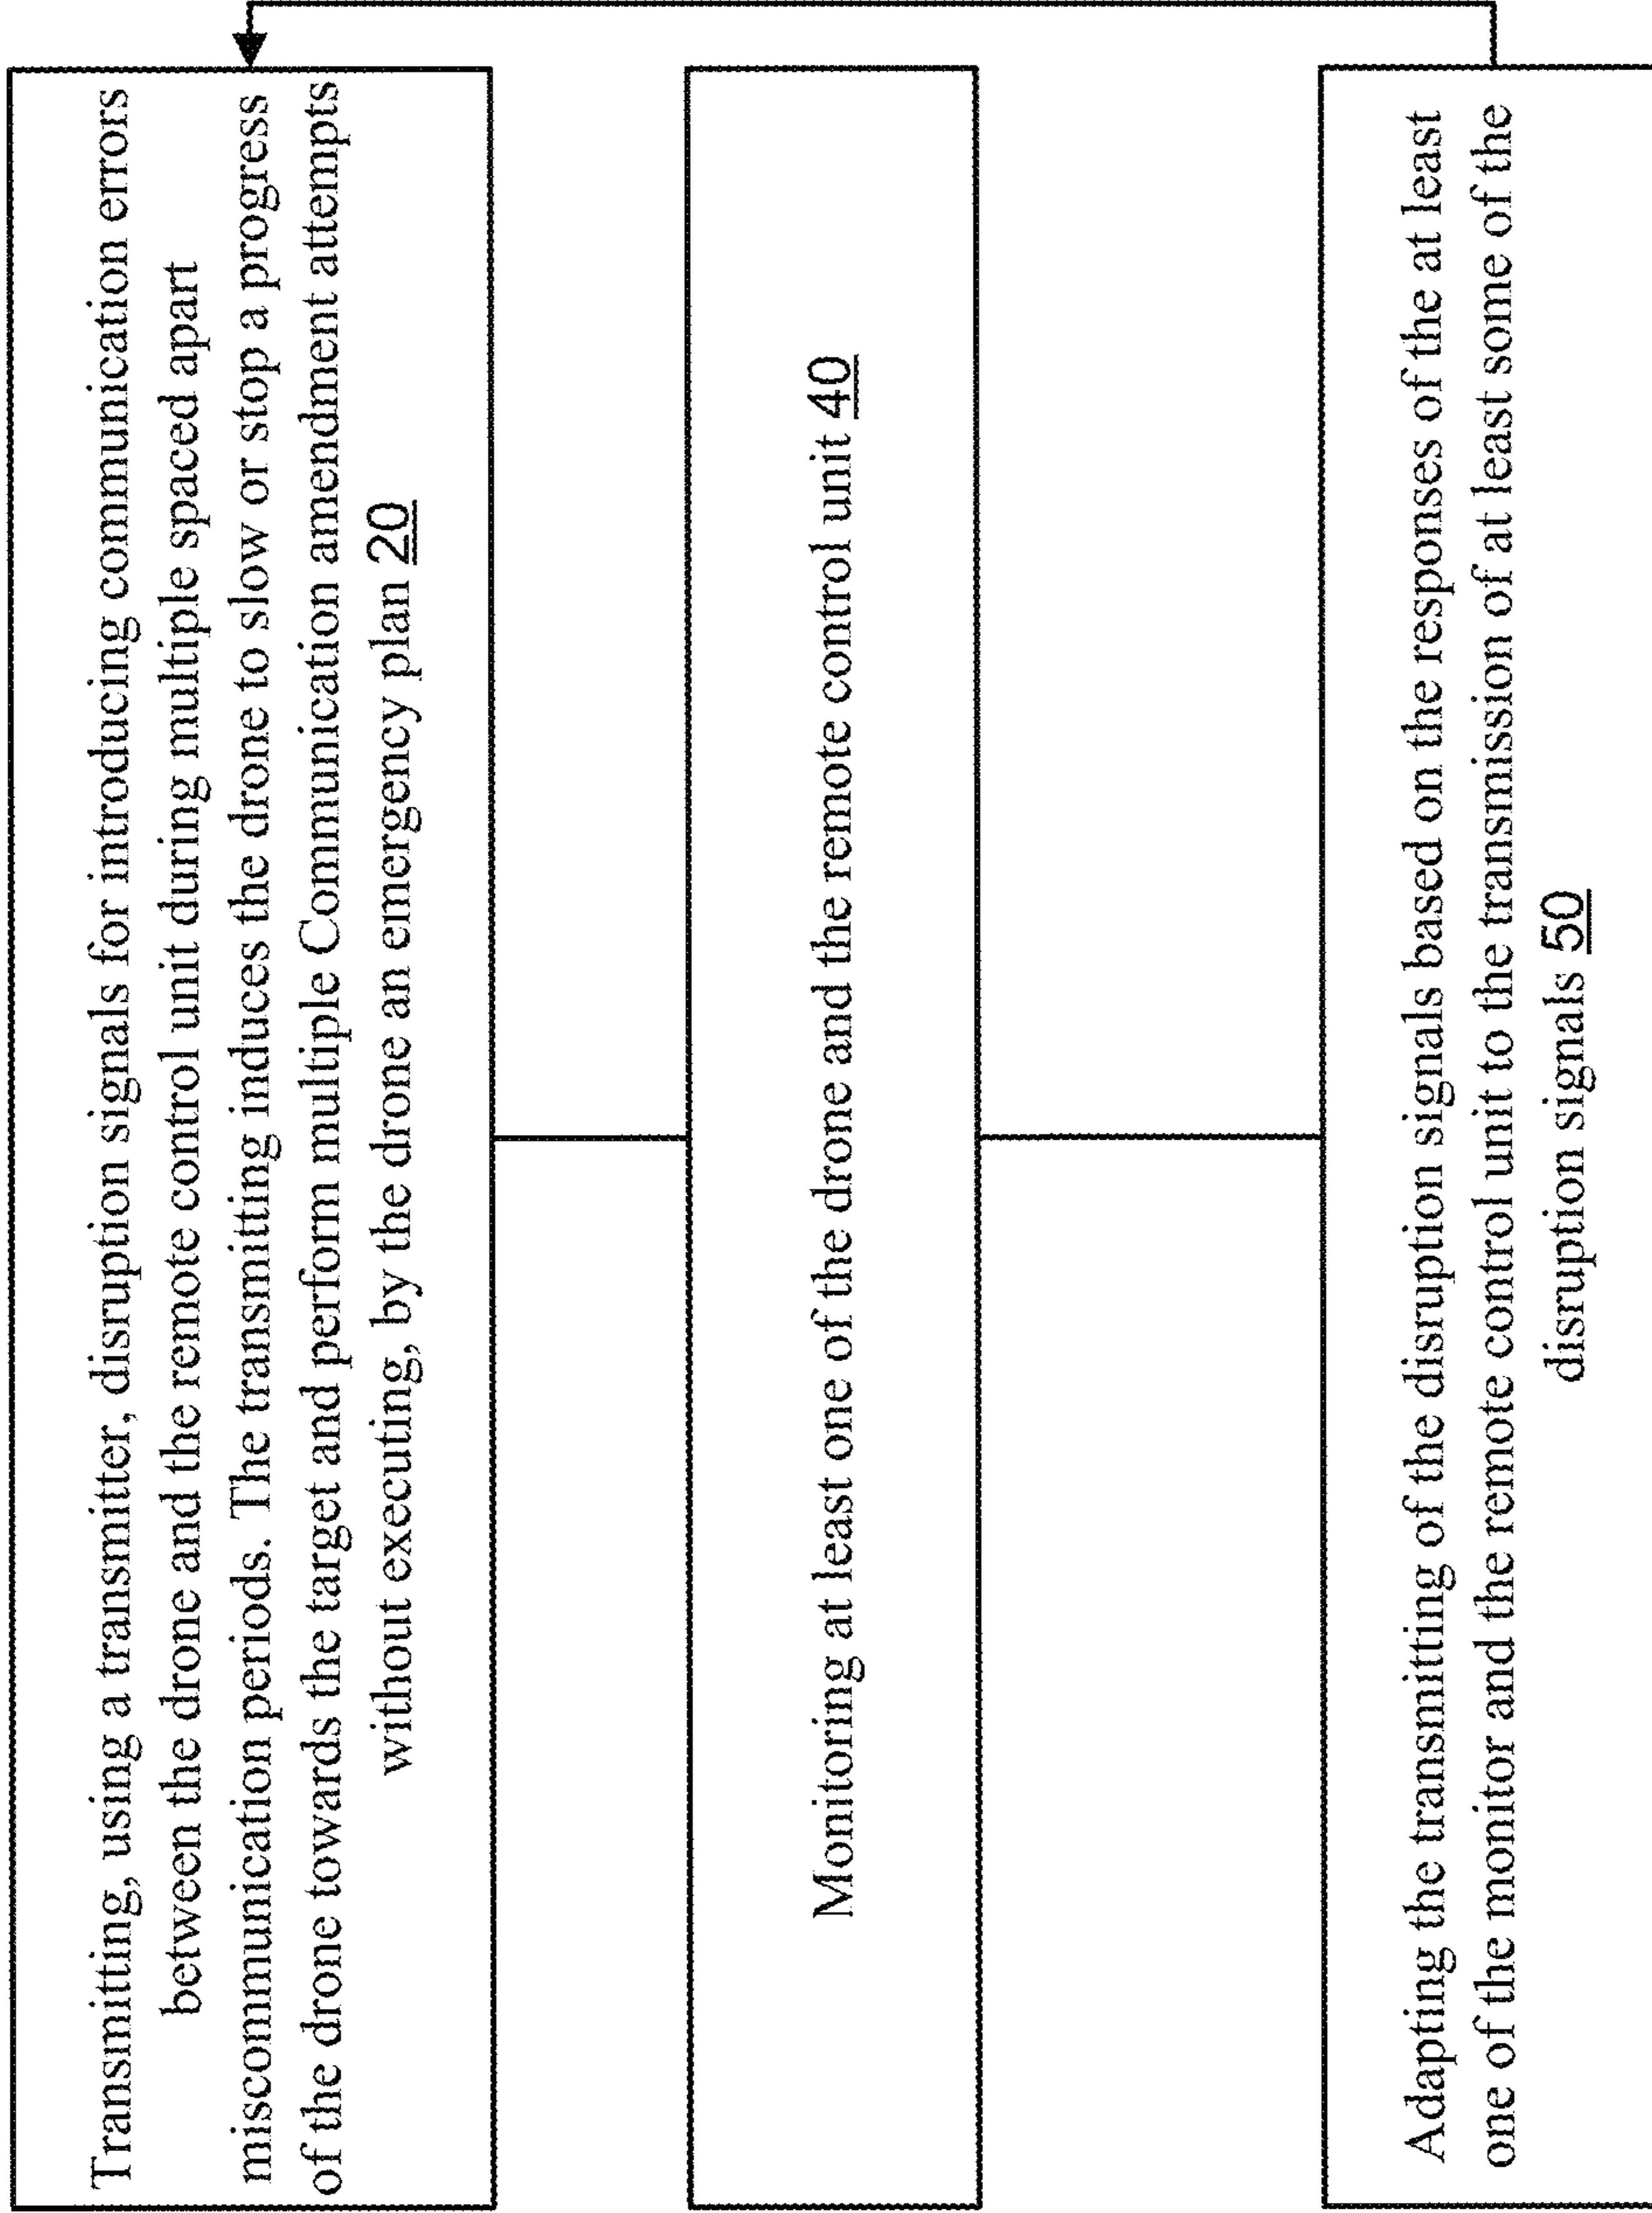 Transmitting, using a transmitter, disruption signals for introducing communication errors
between the drone and the remote control unit during multiple spaced apart
miscommunication periods. The transmitting induces the drone to slow or stop a progress
of the drone towards the target and perform multiple Communication amendment attempts
without executing, by the drone an emergency plan 20
Monitoring at least one of the drone and the remote control unit 40
Adapting the transmitting of the disruption signals based on the responses of the at least
one of the monitor and the remote control unit to the transmission of at least some of the
disruption signals 50